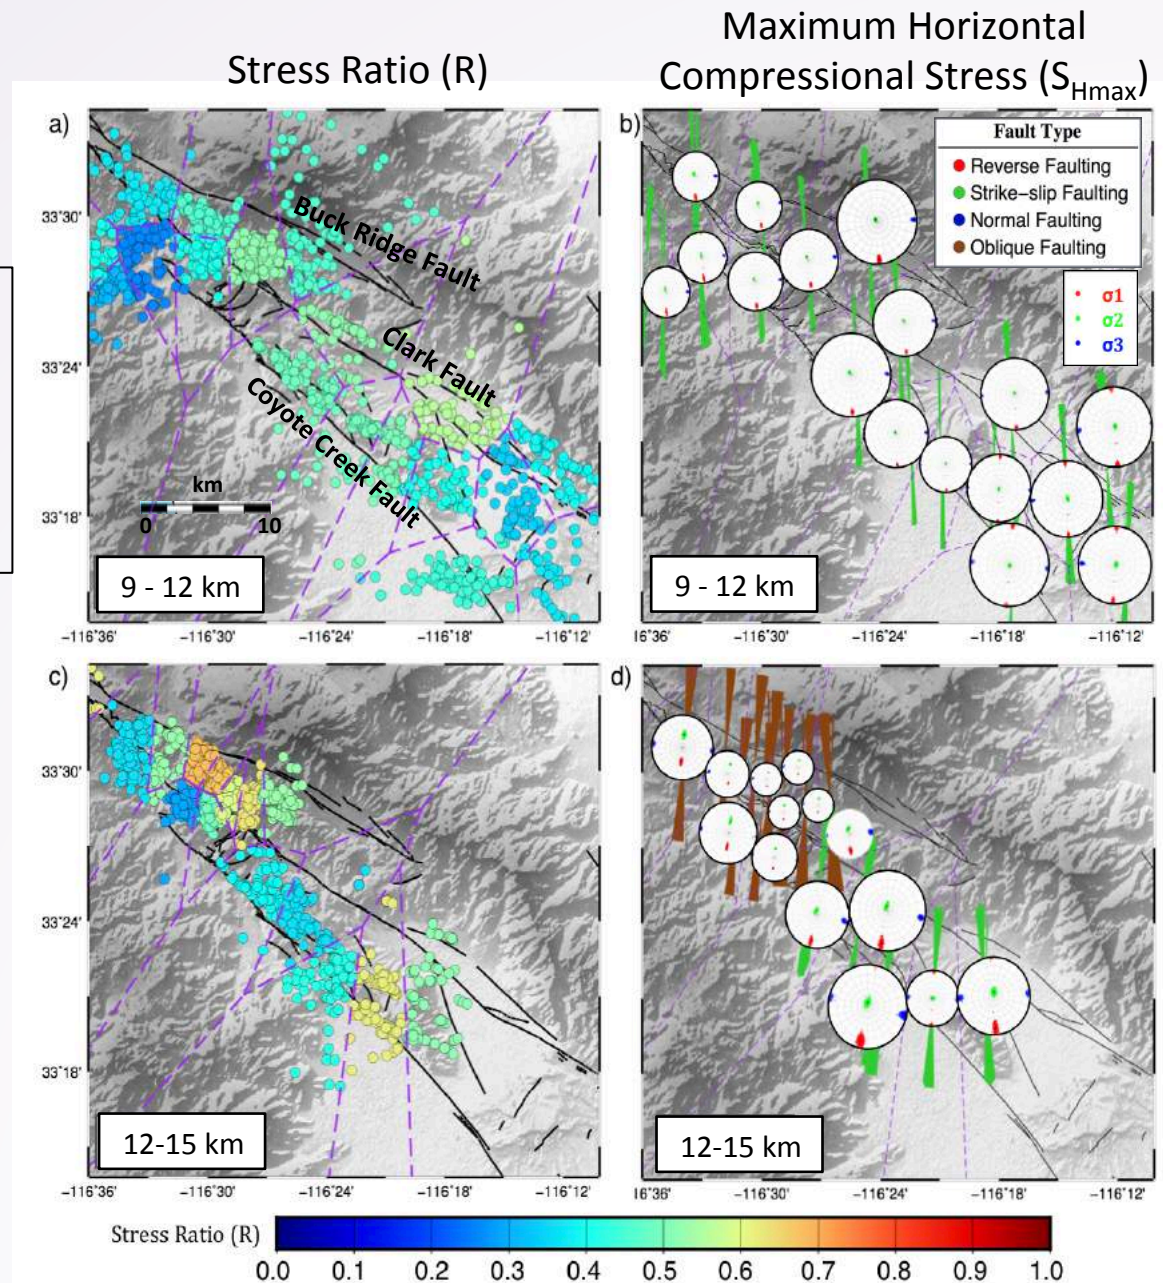 Stress Ratio (R)
Maximum Horizontal
Compressional Stress (SHmax)
a)
33˚30'
33˚24'
33˚18'
Buck Ridge Fault
Clark Fault
Coyote Creek Fault
km
0 10
9 - 12 km
−116˚36' −116˚30' −116˚24' −116˚18' −116˚12'
b)
Fault Type
Reverse Faulting
Strike−slip Faulting
Normal Faulting
Oblique Faulting
σ1
σ2
σ3
9 - 12 km
16˚36' −116˚30' −116˚24' −116˚18' −116˚12'
c)
33˚30'
33˚24'
33˚18'
12-15 km
−116˚36' −116˚30' −116˚24' −116˚18' −116˚12'
d)
12-15 km
16˚36' −116˚30' −116˚24' −116˚18' −116˚12'
Stress Ratio (R)
0.0 0.1 0.2 0.3 0.4 0.5 0.6 0.7 0.8 0.9 1.0